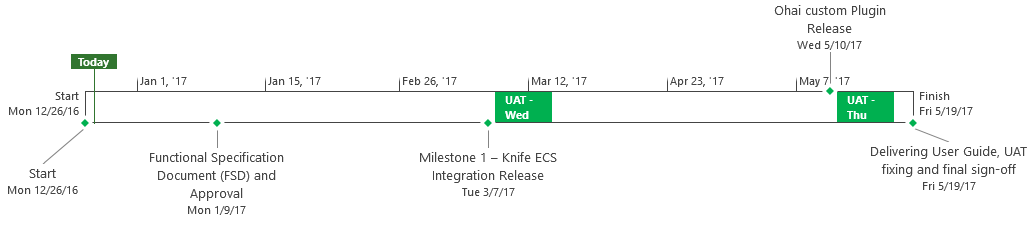 Ohai custom Plugin
Release
Wed 5/10/17
Today
Jan 1, '17
Jan 15, '17
Feb 26, '17
Mar 12, '17
Apr 23, '17
May 7, '17
Start
Mon 12/26/16
UAT -
Wed
UAT -
Thu
Finish
Fri 5/19/17
Start
Mon 12/26/16
Functional Specification
Document (FSD) and
Approval
Mon 1/9/17
Milestone 1 – Knife ECS
Integration Release
Tue 3/7/17
Delivering User Guide, UAT
fixing and final sign-off
Fri 5/19/17